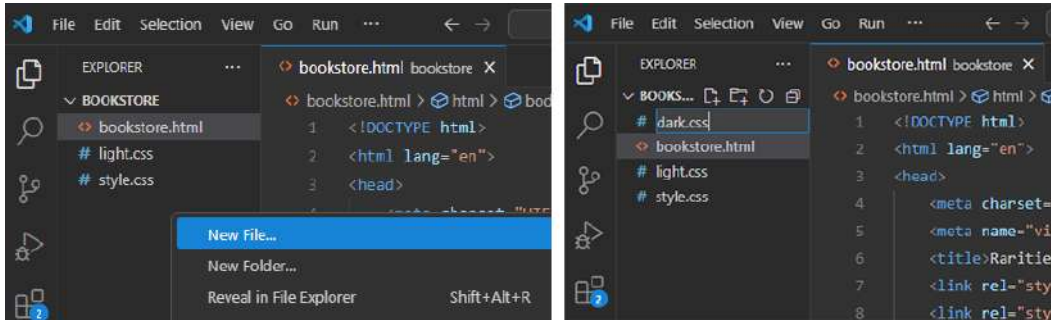 File Edit Selection View Go Run ···
EXPLORER ···
BOOKSTORE
bookstore.html
# light.css
# style.css
bookstore.html bookstore X
bookstore.html > html > bod
1 <!DOCTYPE html>
2 <html lang="en">
3 <head>
4
New File...
New Folder...
Reveal in File Explorer Shift+Alt+R
2
File Edit Selection View Go Run ···
EXPLORER ···
BOOKS...
# dark.css
bookstore.html
# light.css
# style.css
bookstore.html bookstore X
bookstore.html > html >
1 <!DOCTYPE html>
2 <html lang="en">
3 <head>
4 <meta charset=
5 <meta name="vi
6 <title>Raritie
7 <link rel="sty
8 <link rel="sty
2